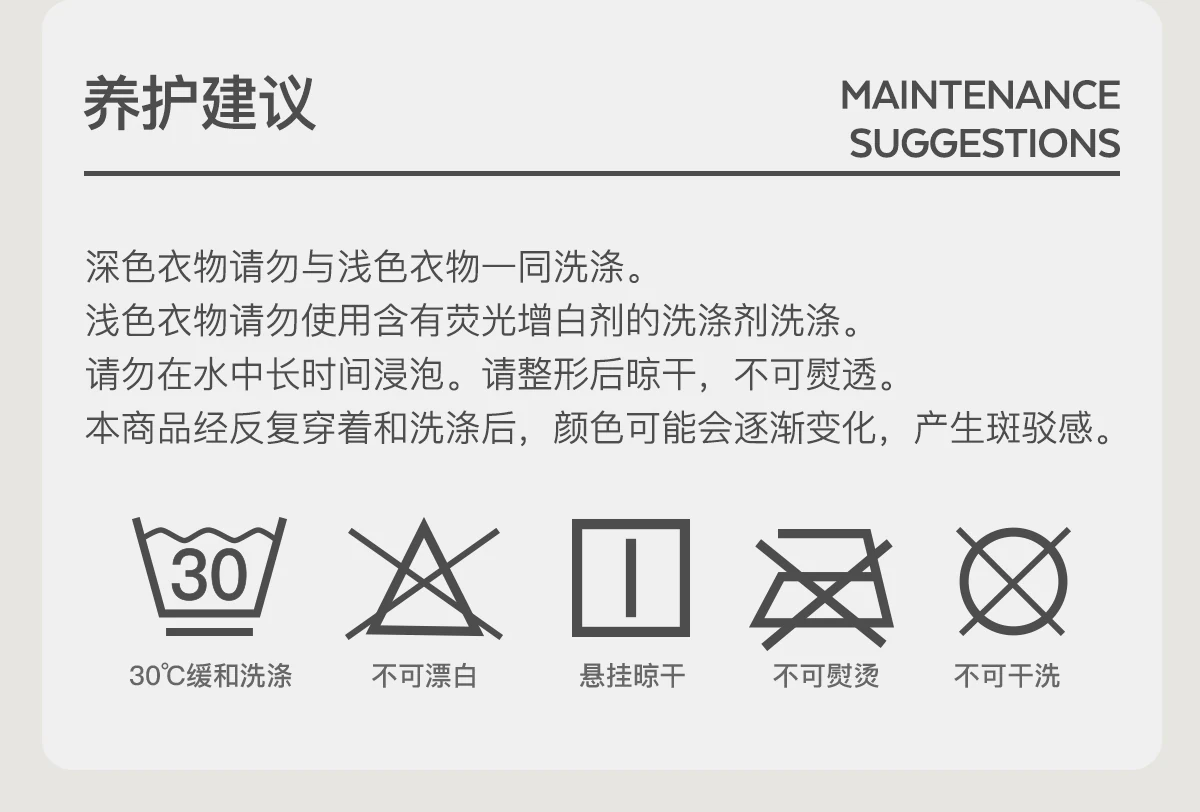 养护建议
MAINTENANCE
SUGGESTIONS
深色衣物请勿与浅色衣物一同洗涤。
浅色衣物请勿使用含有荧光增白剂的洗涤剂洗涤。
请勿在水中长时间浸泡。请整形后晾干，不可熨透。
本商品经反复穿着和洗涤后，颜色可能会逐渐变化，产生斑驳感。
30
30℃缓和洗涤
不可漂白
悬挂晾干
不可熨烫
不可干洗